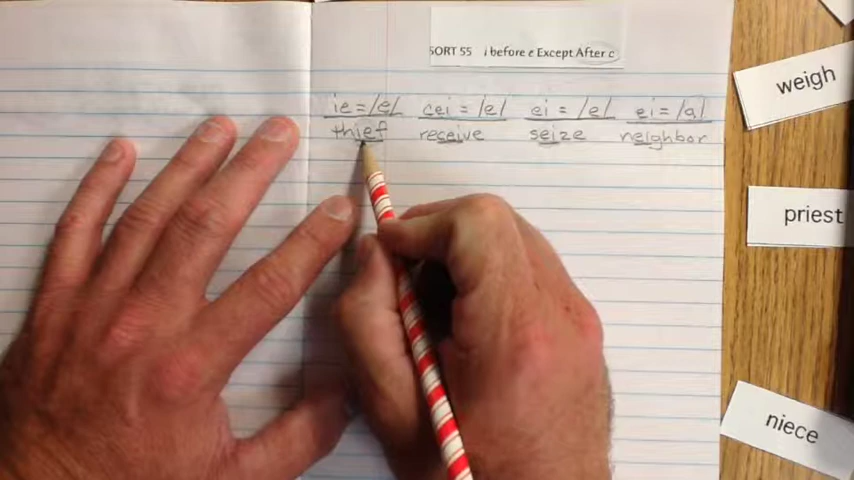 SORT 55 i before e Except After c
ie = /e/ cei = /e/ ei = /e/ ei = /a/
thief receive seize neighbor
weigh
priest
niece